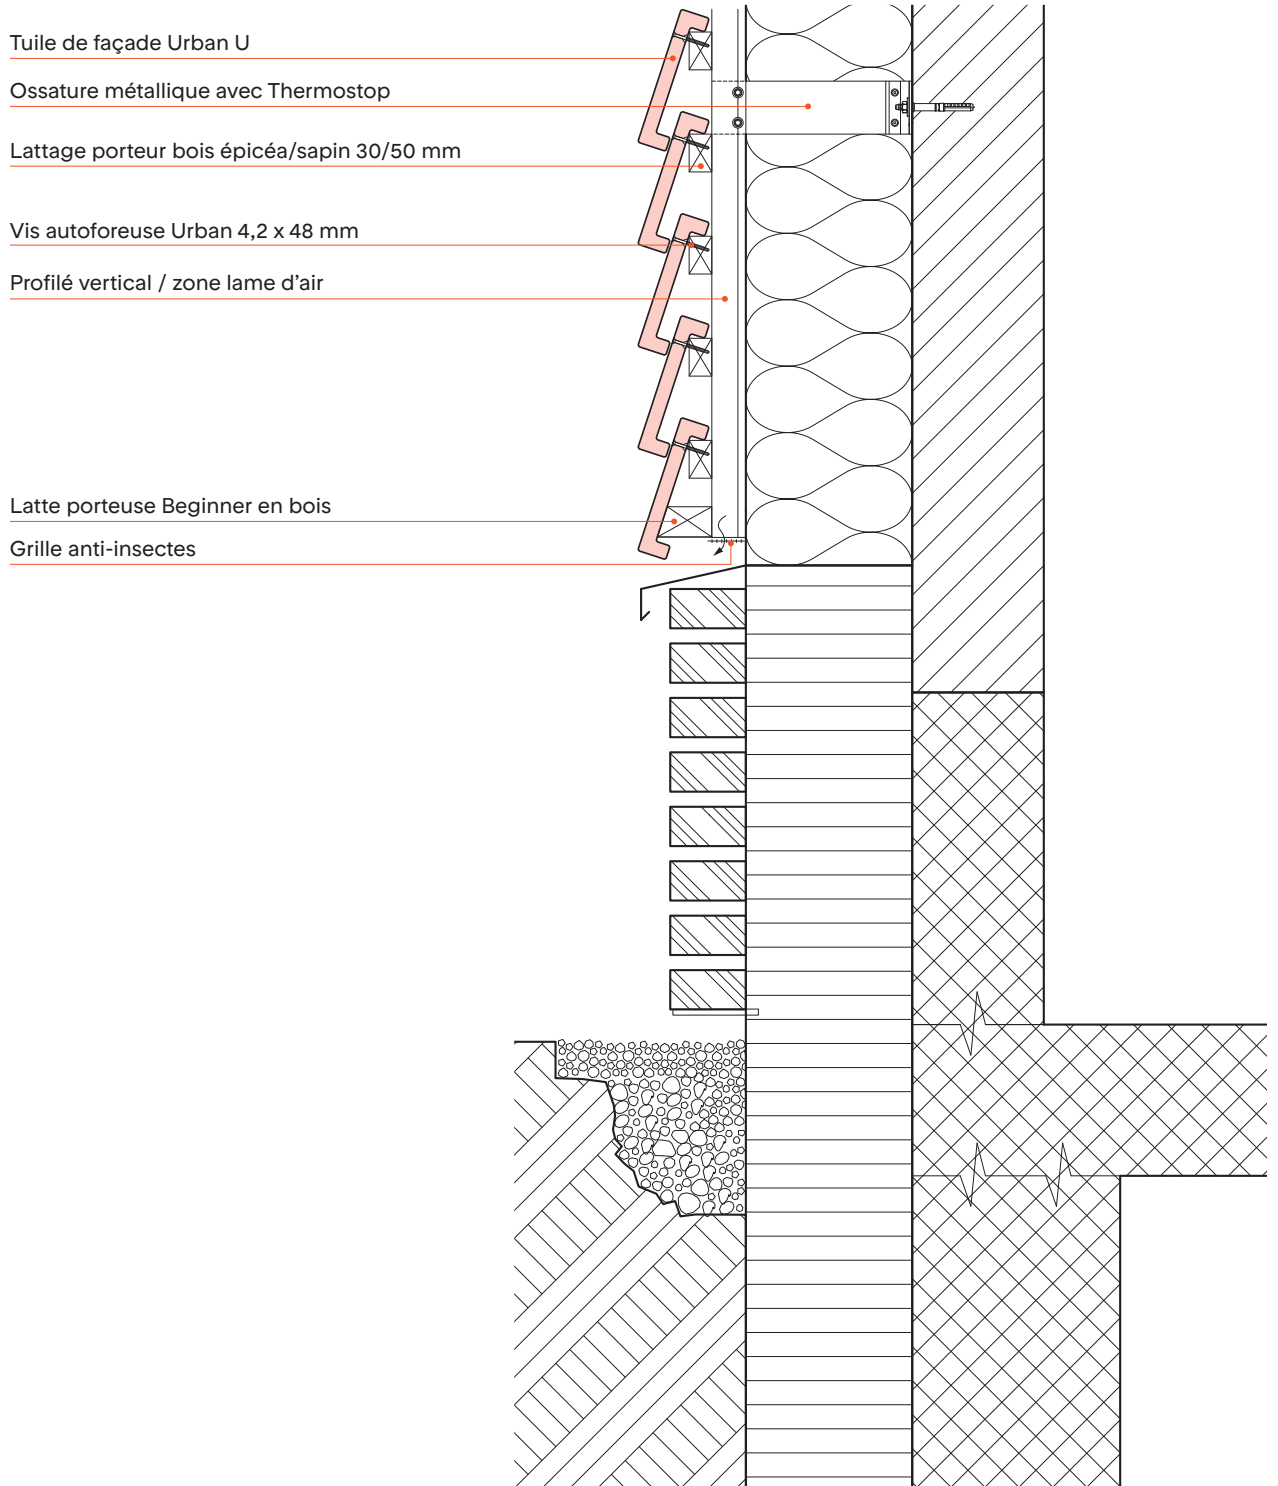 Tuile de façade Urban U
Ossature métallique avec Thermostop
Lattage porteur bois épicéa/sapin 30/50 mm
Vis autoforeuse Urban 4,2 x 48 mm
Profilé vertical / zone lame d’air
Latte porteuse Beginner en bois
Grille anti-insectes